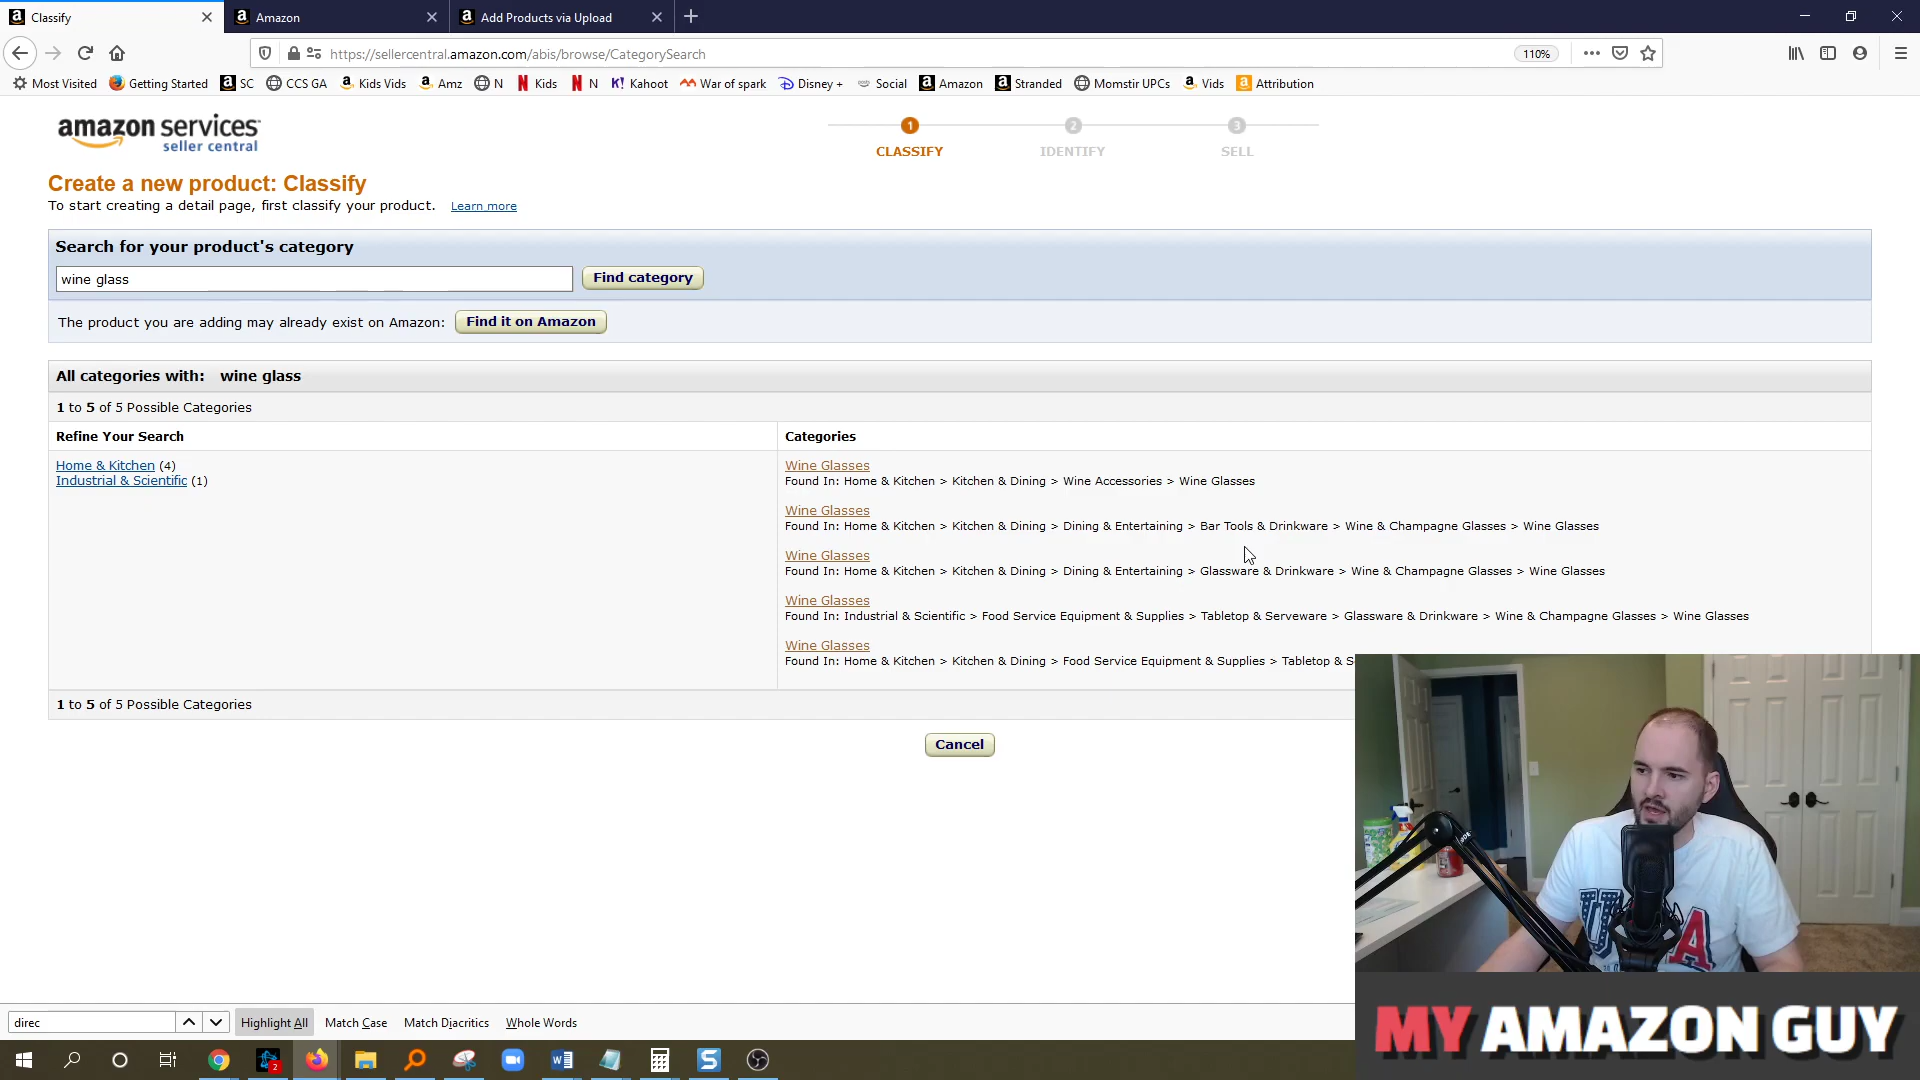 Classify
Amazon
Add Products via Upload
https://sellercentral.amazon.com/abis/browse/CategorySearch
110%
Most Visited
Getting Started
SC
CCS GA
Kids Vids
Amz
N
Kids
N
Kahoot
War of spark
Disney +
Social
Amazon
Stranded
Momstir UPCs
Vids
Attribution
amazon services
seller central
1
2
3
CLASSIFY
IDENTIFY
SELL
Create a new product: Classify
To start creating a detail page, first classify your product. Learn more
Search for your product's category
wine glass
Find category
The product you are adding may already exist on Amazon: Find it on Amazon
All categories with: wine glass
1 to 5 of 5 Possible Categories
Refine Your Search
Categories
Home & Kitchen (4)
Industrial & Scientific (1)
Wine Glasses
Found In: Home & Kitchen > Kitchen & Dining > Wine Accessories > Wine Glasses
Wine Glasses
Found In: Home & Kitchen > Kitchen & Dining > Dining & Entertaining > Bar Tools & Drinkware > Wine & Champagne Glasses > Wine Glasses
Wine Glasses
Found In: Home & Kitchen > Kitchen & Dining > Dining & Entertaining > Glassware & Drinkware > Wine & Champagne Glasses > Wine Glasses
Wine Glasses
Found In: Industrial & Scientific > Food Service Equipment & Supplies > Tabletop & Serveware > Glassware & Drinkware > Wine & Champagne Glasses > Wine Glasses
Wine Glasses
Found In: Home & Kitchen > Kitchen & Dining > Food Service Equipment & Supplies > Tabletop & S
1 to 5 of 5 Possible Categories
Cancel
direc
Highlight All
Match Case
Match Diacritics
Whole Words
MY AMAZON GUY